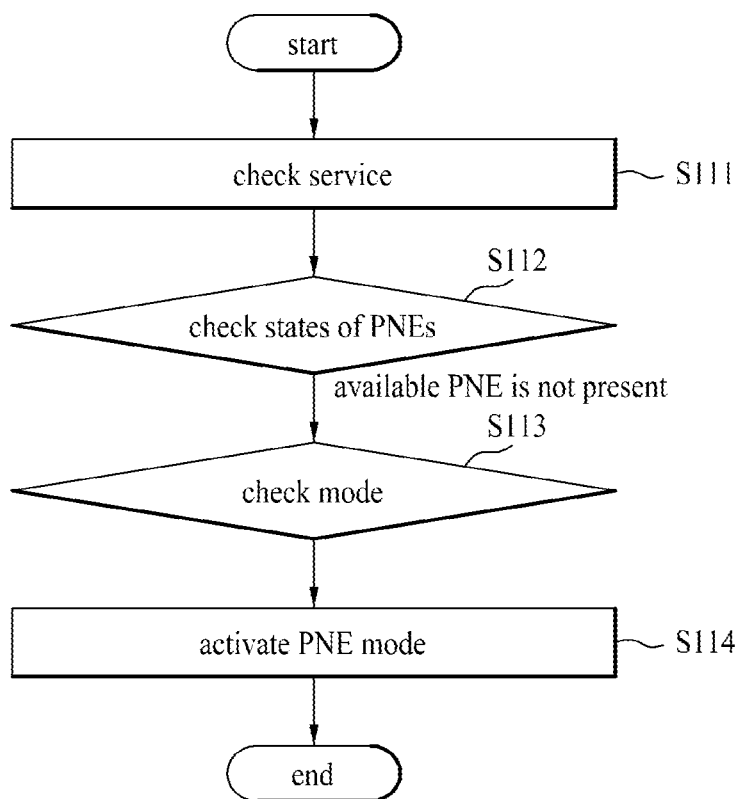 start
check service
S111
S112
check states of PNEs
available PNE is not present
S113
check mode
activate PNE mode
S114
end